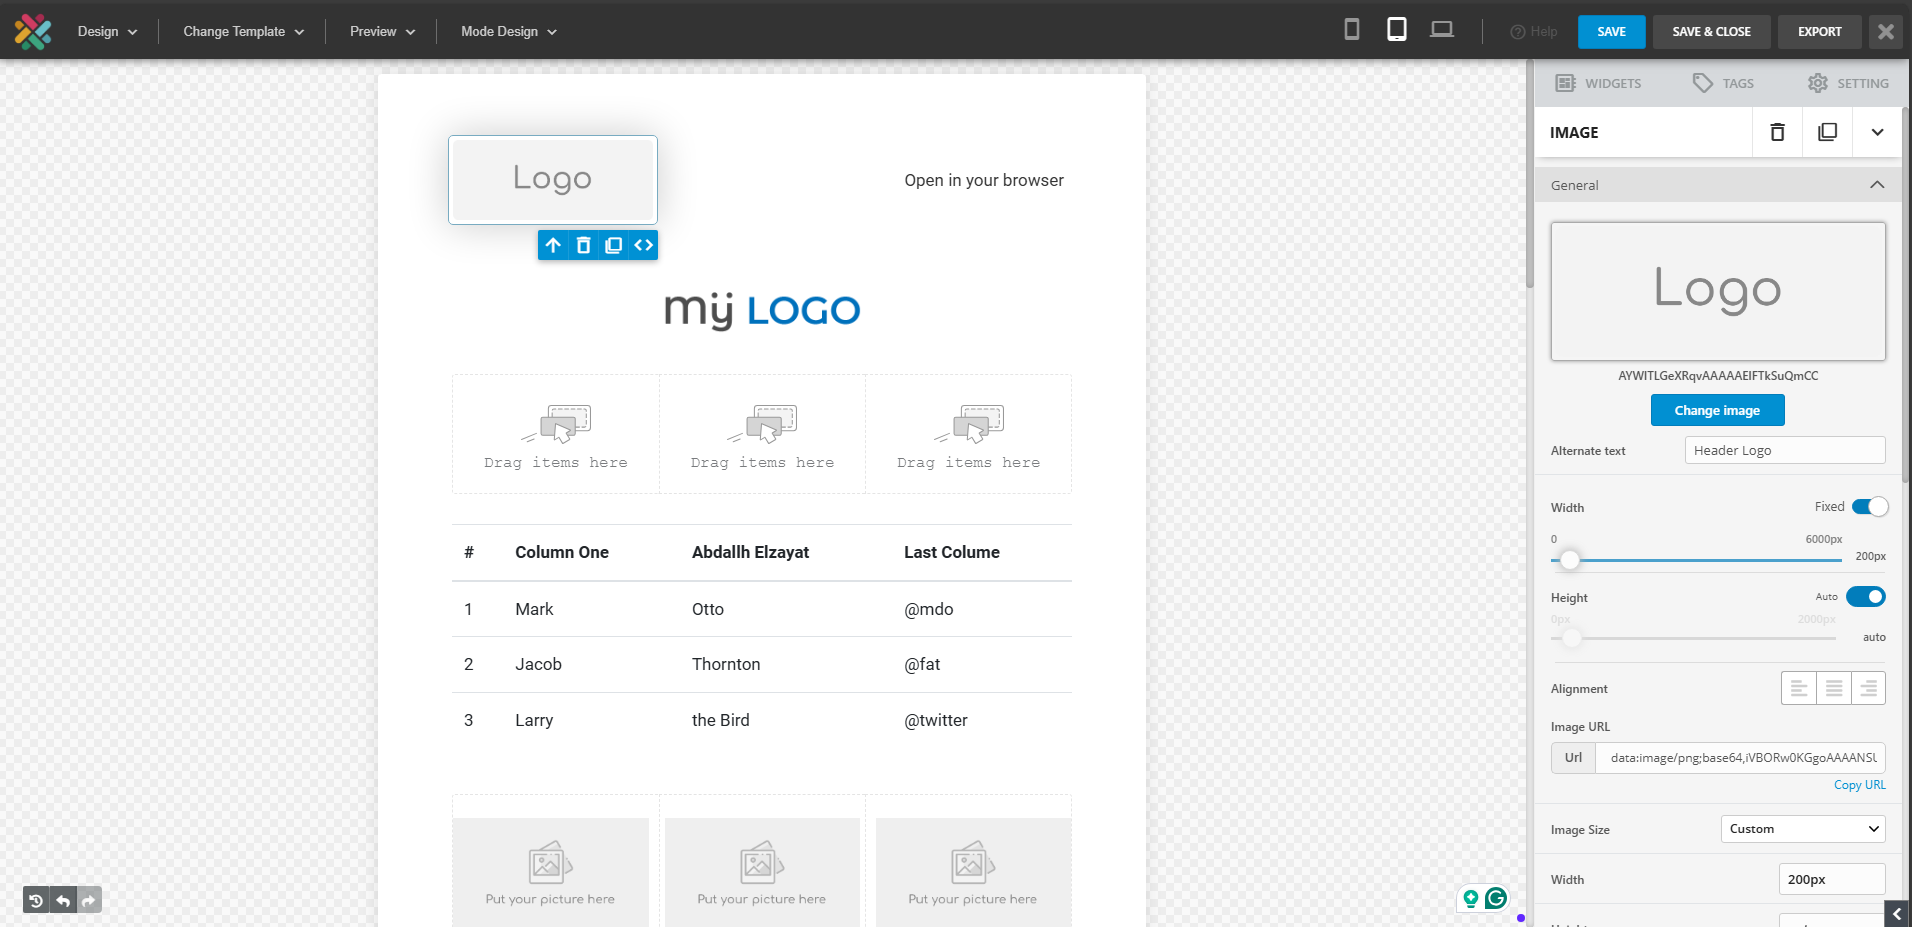 Design
Change Template
Preview
Mode Design
Help
SAVE
SAVE & CLOSE
EXPORT
WIDGETS
TAGS
SETTING
IMAGE
General
Logo
Open in your browser
mÿ LOGO
Drag items here
Drag items here
Drag items here
# Column One Abdallh Elzayat Last Colume
1 Mark Otto @mdo
2 Jacob Thornton @fat
3 Larry the Bird @twitter
Put your picture here
Put your picture here
Put your picture here
Logo
AYWITLGeXRqvAAAAAElFTkSuQmCC
Change image
Alternate text
Header Logo
Width
Fixed
0
6000px
200px
Height
Auto
0px
2000px
auto
Alignment
Image URL
Url
data:image/png;base64,iVBORw0KGgoAAAANSU
Copy URL
Image Size
Custom
Width
200px